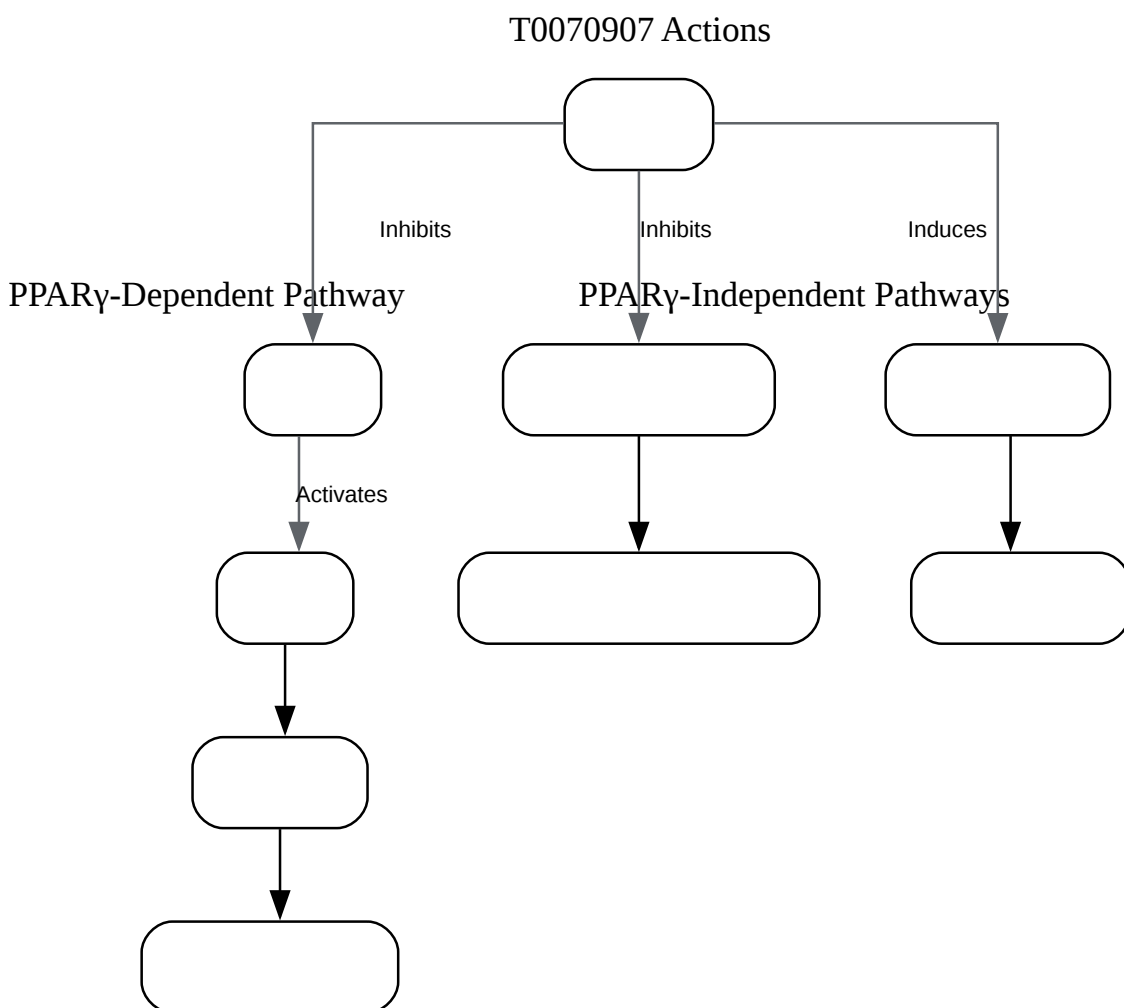 T0070907 Actions
Inhibits
Inhibits
Induces
PPARγ-Dependent Pathway
PPARγ-Independent Pathways
Activates